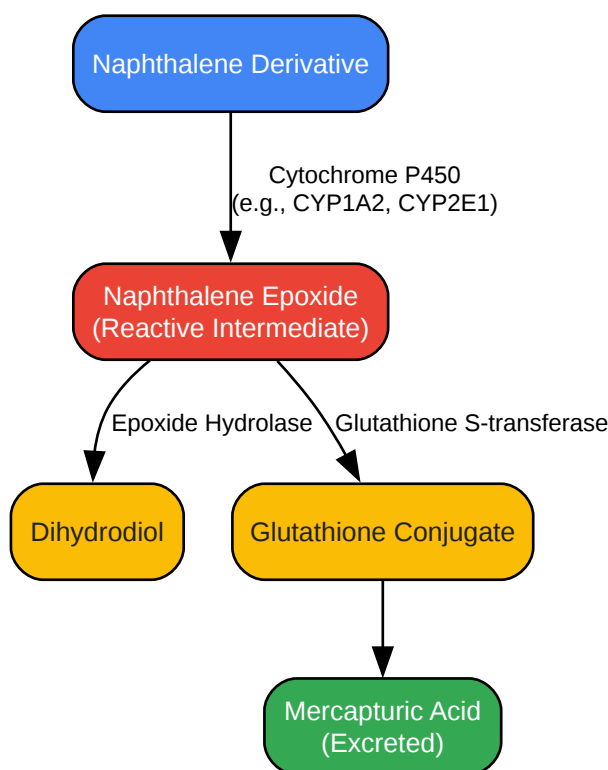 Naphthalene Derivative
Cytochrome P450
(e.g., CYP1A2, CYP2E1)
Naphthalene Epoxide
(Reactive Intermediate)
Epoxide Hydrolase
Glutathione S-transferase
Dihydrodiol
Glutathione Conjugate
Mercapturic Acid
(Excreted)